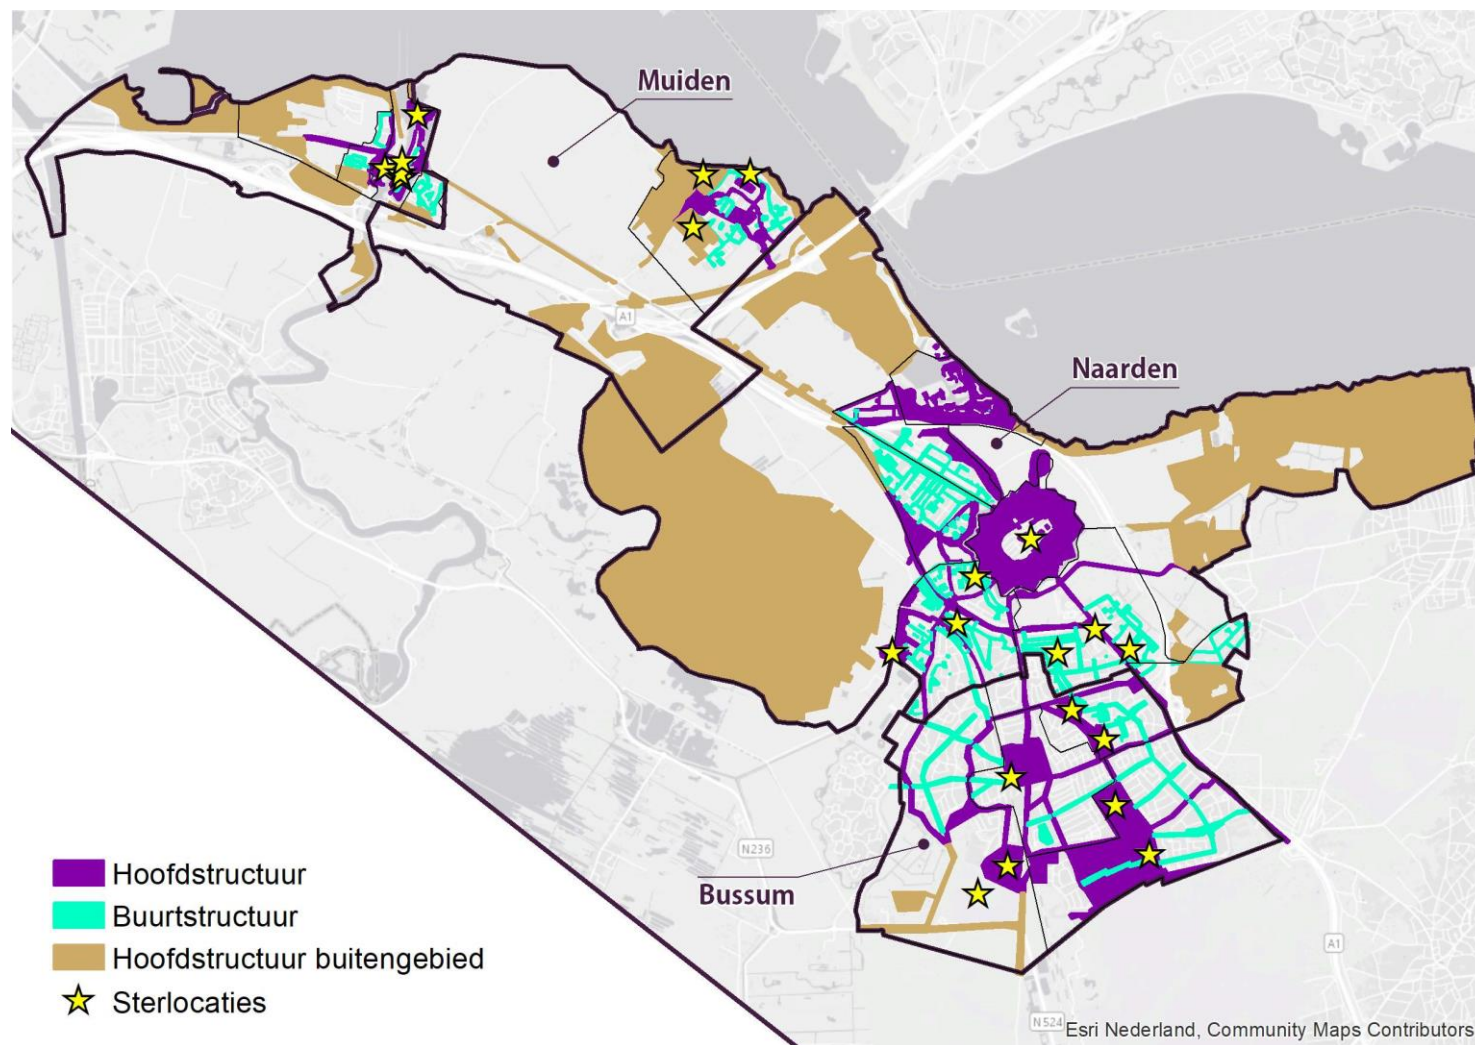 Muiden
A1
Naarden
N236
Bussum
Hoofdstructuur
Buurtstructuur
Hoofdstructuur buitengebied
Sterlocaties
A1
N524
Esri Nederland, Community Maps Contributors